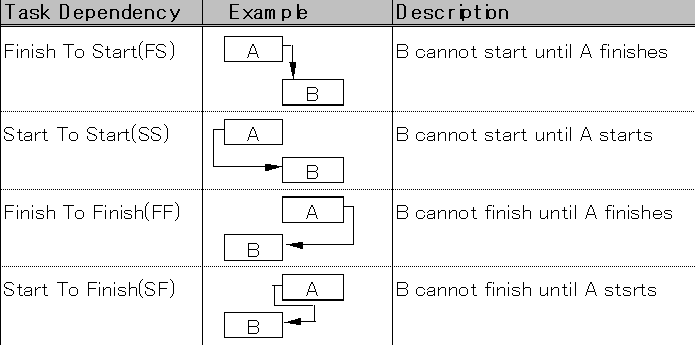 Task Dependency Example Description
Finish To Start(FS) A B cannot start until A finishes
B
Start To Start(SS) A B cannot start until A starts
B
Finish To Finish(FF) A B cannot finish until A finishes
B
Start To Finish(SF) A B cannot finish until A stsrts
B